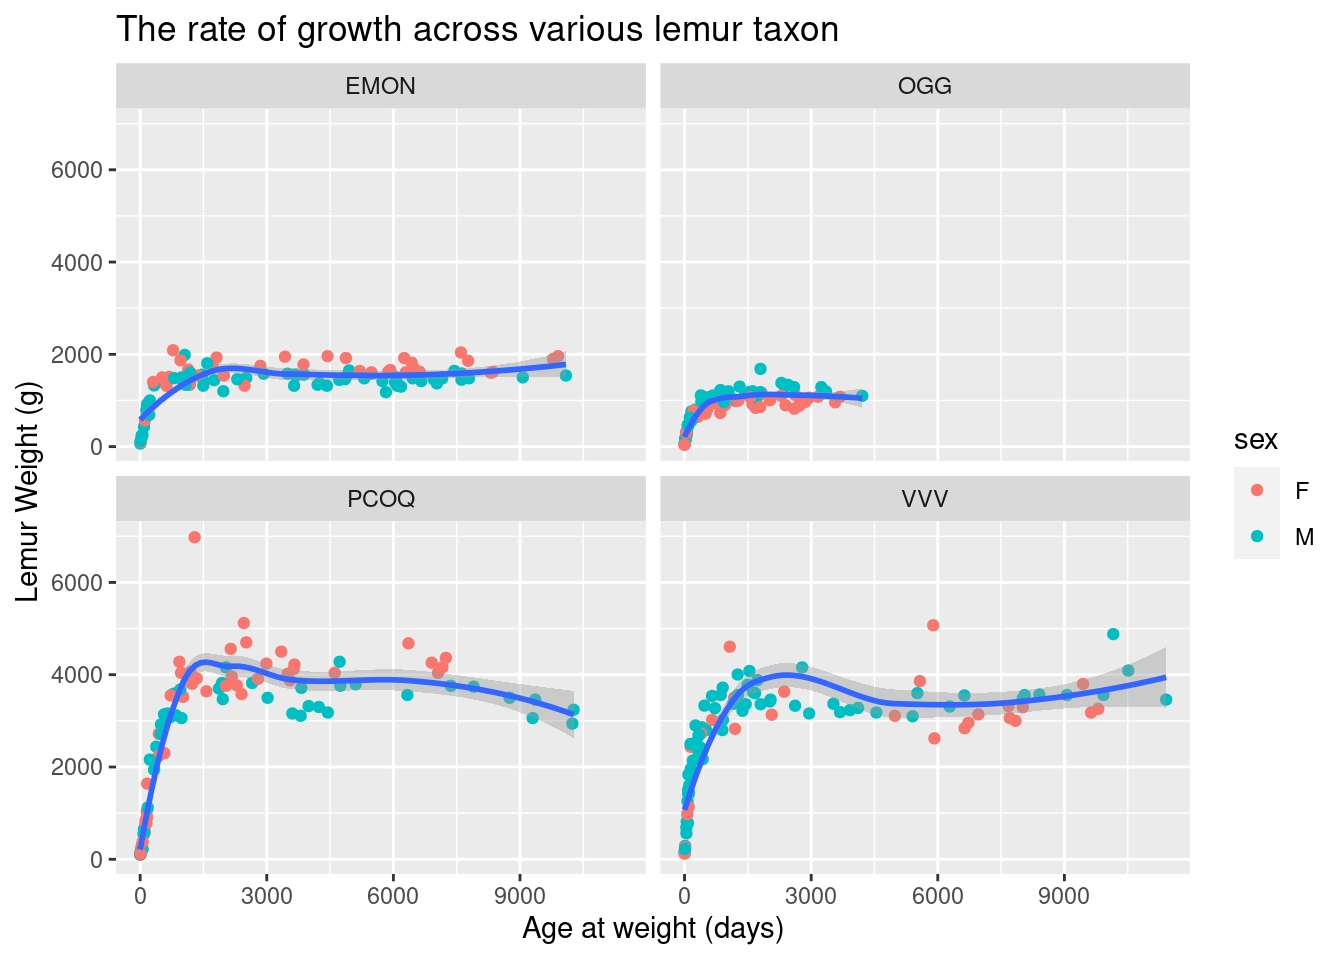 The rate of growth across various lemur taxon
EMON
OGG
6000
4000
2000
0
PCOQ
VVV
6000
4000
2000
0
0
3000
6000
9000
0
3000
6000
9000
Age at weight (days)
Lemur Weight (g)
sex
F
M